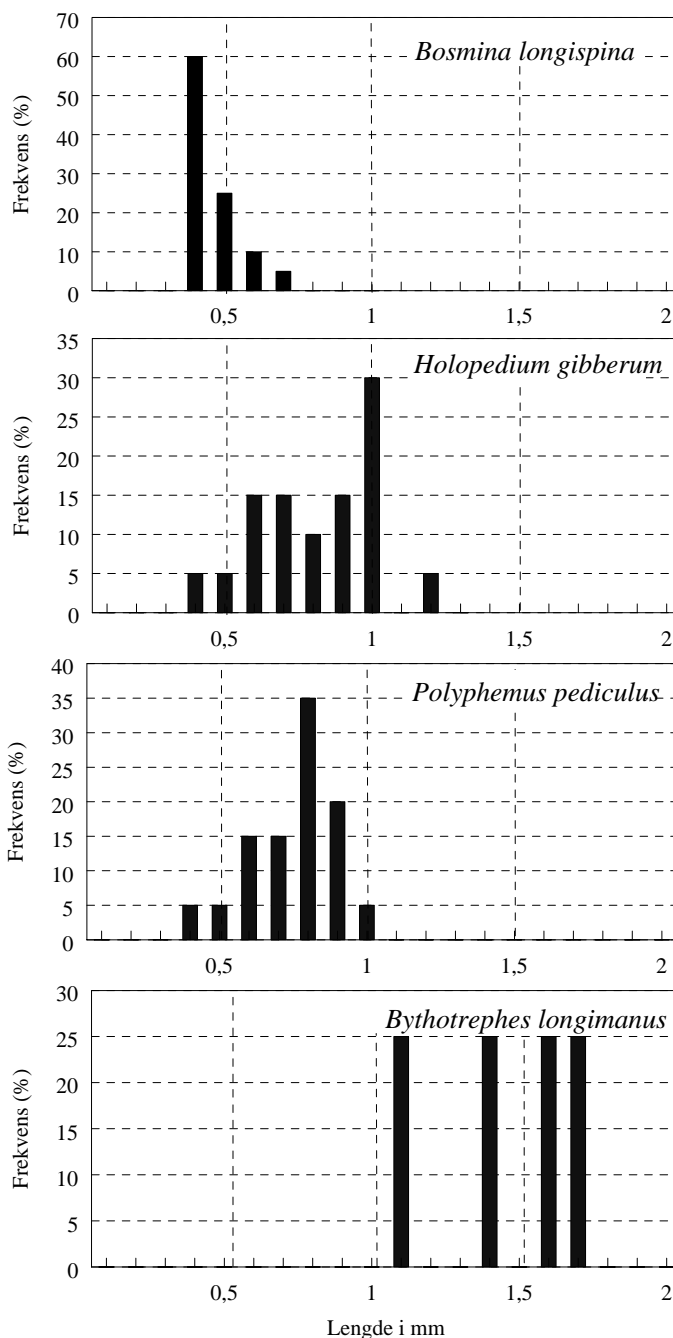 Bosmina longispina
Frekvens (%)
70
60
50
40
30
20
10
0
0,5 1 1,5 2
Holopedium gibberum
Frekvens (%)
35
30
25
20
15
10
5
0
0,5 1 1,5 2
Polyphemus pediculus
Frekvens (%)
40
35
30
25
20
15
10
5
0
0,5 1 1,5 2
Bythotrephes longimanus
Frekvens (%)
30
25
20
15
10
5
0
0,5 1 1,5 2
Lengde i mm